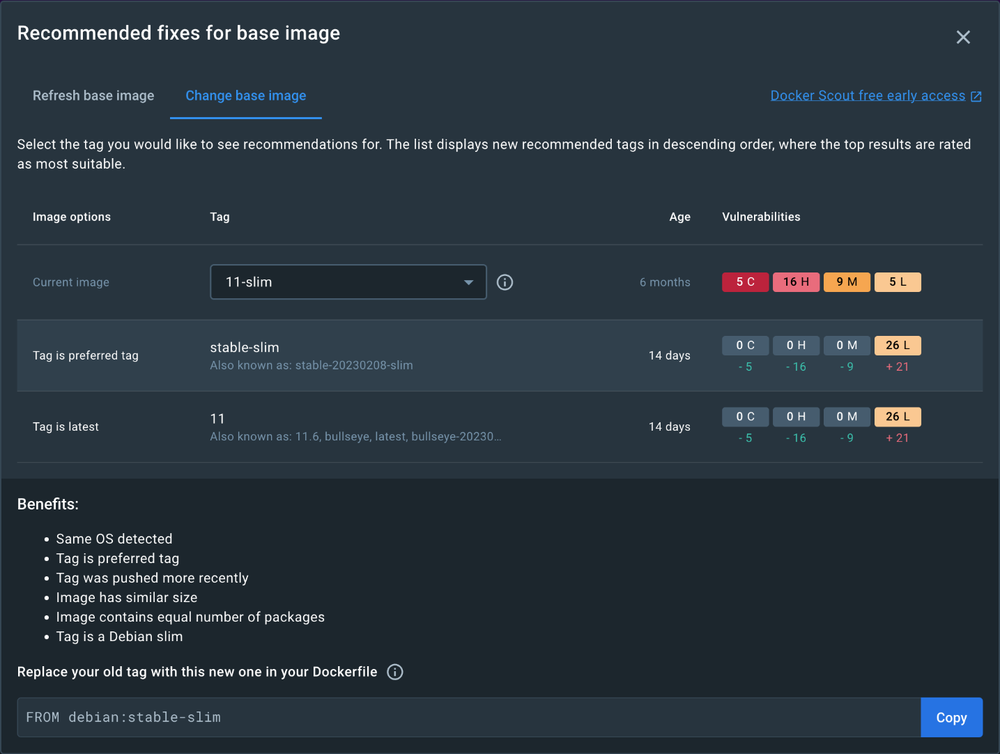 Recommended fixes for base image
Refresh base image
Change base image
Docker Scout free early access
Select the tag you would like to see recommendations for. The list displays new recommended tags in descending order, where the top results are rated
as most suitable.
Image options Tag Age Vulnerabilities
Current image 11-slim 6 months 5 C 16 H 9 M 5 L
Tag is preferred tag
stable-slim
Also known as: stable-20230208-slim
14 days
0 C 0 H 0 M 26 L
- 5 - 16 - 9 + 21
Tag is latest
11
Also known as: 11.6, bullseye, latest, bullseye-20230...
14 days
0 C 0 H 0 M 26 L
- 5 - 16 - 9 + 21
Benefits:
• Same OS detected
• Tag is preferred tag
• Tag was pushed more recently
• Image has similar size
• Image contains equal number of packages
• Tag is a Debian slim
Replace your old tag with this new one in your Dockerfile
FROM debian:stable-slim
Copy